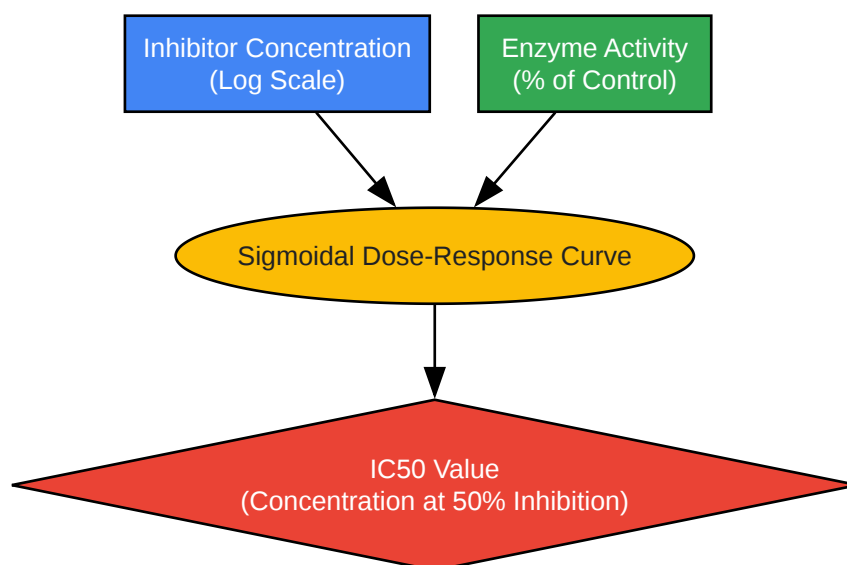 Inhibitor Concentration
(Log Scale)
Enzyme Activity
(% of Control)
Sigmoidal Dose-Response Curve
IC50 Value
(Concentration at 50% Inhibition)